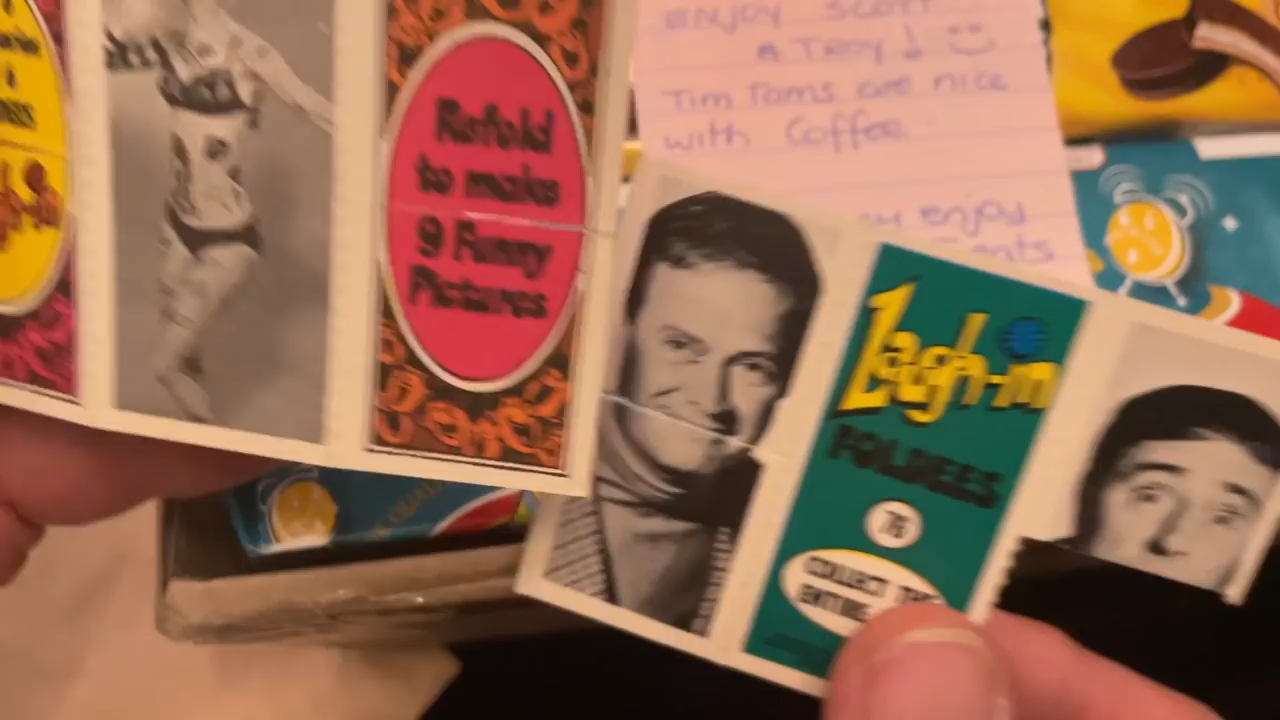 Refold
to make
9 Funny
Pictures
ENJOY SCOTT
& TROY! 
Tim Tams are nice
with Coffee
enjoy
Laugh-in
FOLDEES
76
COLLECT
ENTIRE